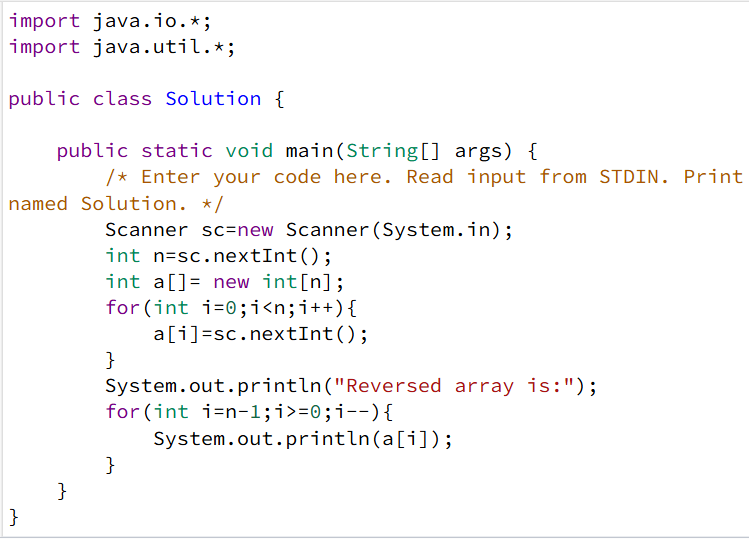 import java.io.*;
import java.util.*;

public class Solution {

    public static void main(String[] args) {
        /* Enter your code here. Read input from STDIN. Print
named Solution. */
        Scanner sc=new Scanner(System.in);
        int n=sc.nextInt();
        int a[]= new int[n];
        for(int i=0;i<n;i++){
            a[i]=sc.nextInt();
        }
        System.out.println("Reversed array is:");
        for(int i=n-1;i>=0;i--){
            System.out.println(a[i]);
        }
    }
}